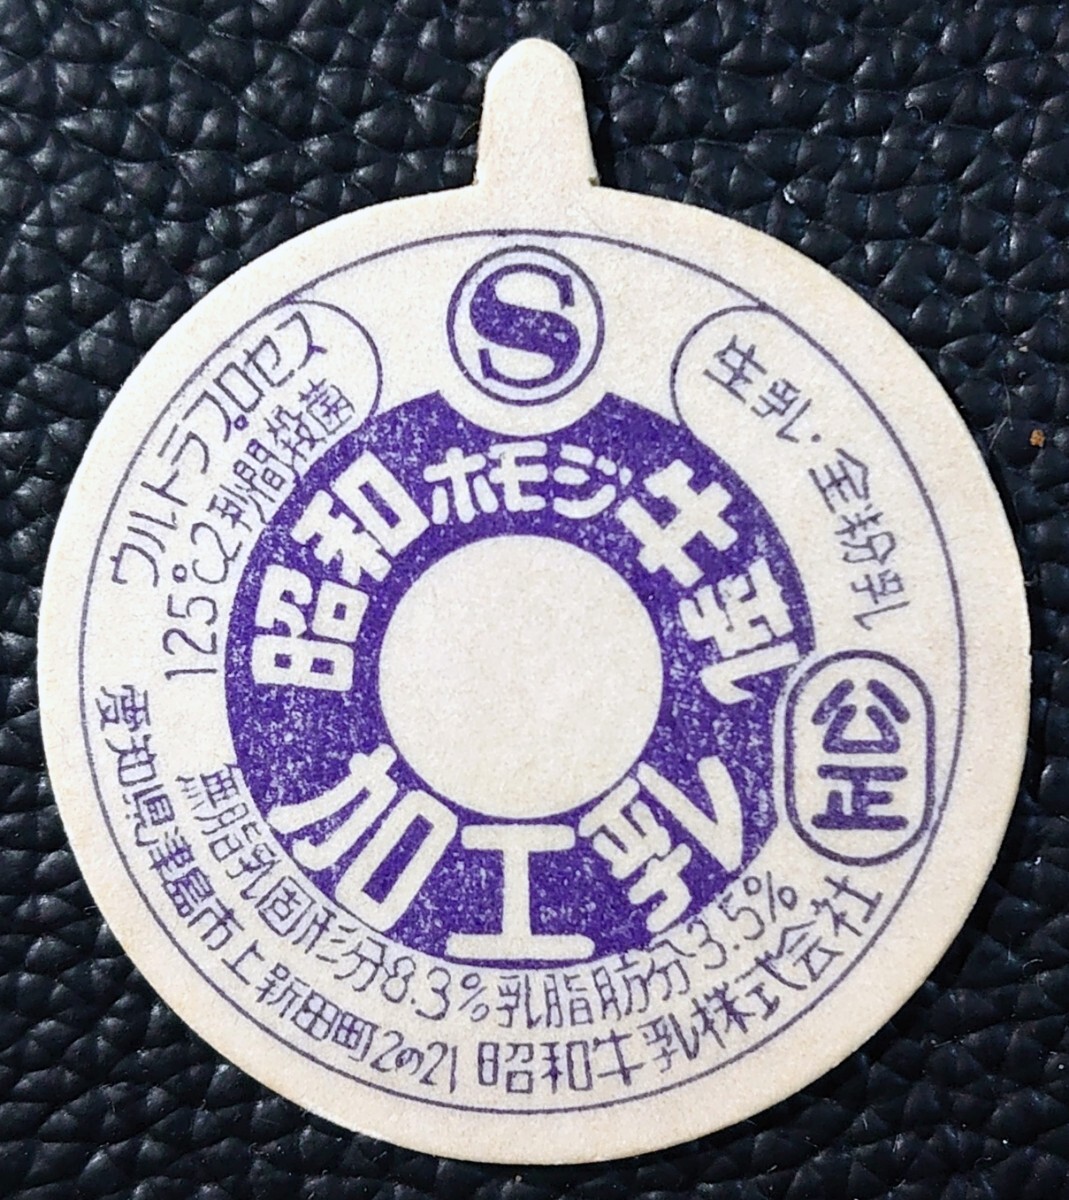 S
ウルトラプロセス
125°C2秒間殺菌
生乳・全粉乳
昭和ホモジ牛乳
加工乳
公正
無脂乳固形分8.3%乳脂肪分3.5%
愛知県津島市上新田町2の21 昭和牛乳株式会社